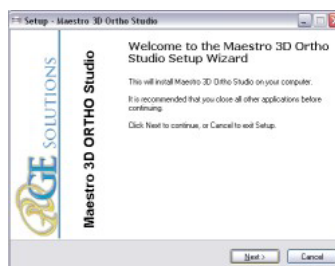 Setup - Maestro 3D Ortho Studio
AGE SOLUTIONS
Maestro 3D ORTHO Studio
Welcome to the Maestro 3D Ortho
Studio Setup Wizard
This will install Maestro 3D Ortho Studio on your computer.
It is recommended that you close all other applications before
continuing.
Click Next to continue, or Cancel to exit Setup.
Next >
Cancel